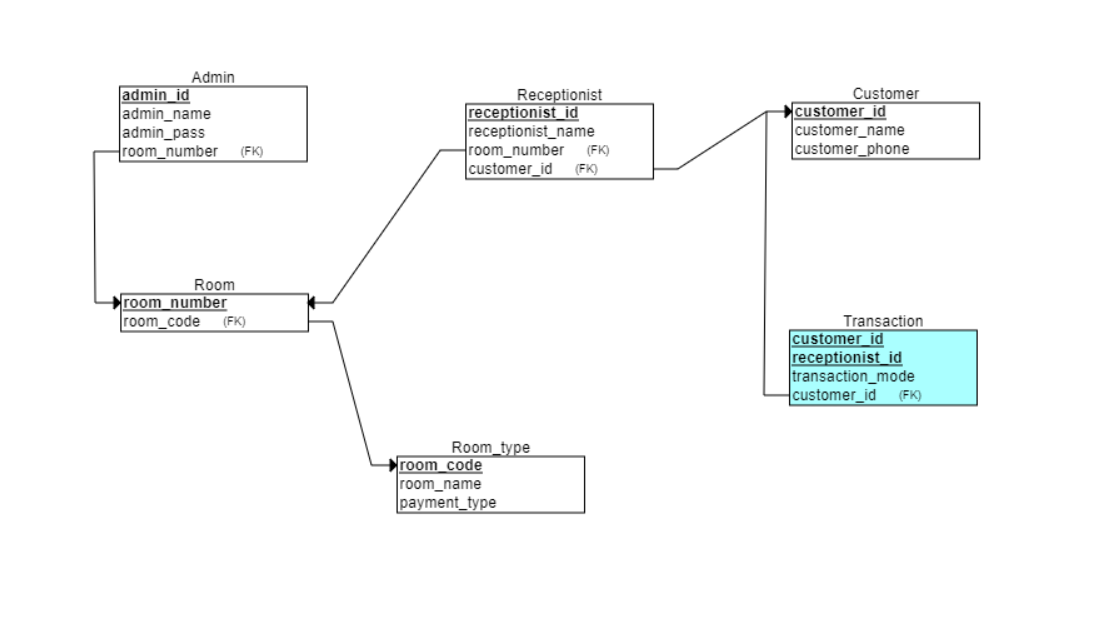 Admin
admin_id
admin_name
admin_pass
room_number (FK)
Receptionist
receptionist_id
receptionist_name
room_number (FK)
customer_id (FK)
Customer
customer_id
customer_name
customer_phone
Room
room_number
room_code (FK)
Transaction
customer_id
receptionist_id
transaction_mode
customer_id (FK)
Room_type
room_code
room_name
payment_type